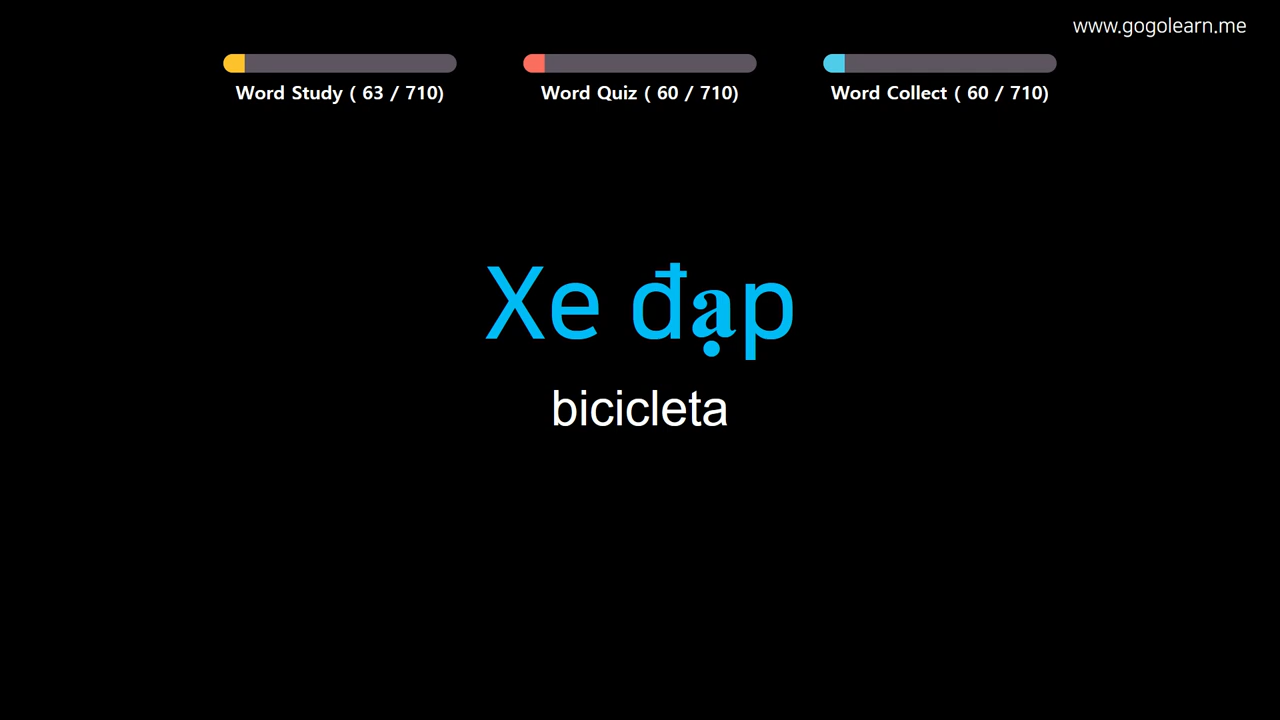 www.gogolearn.me
Word Study ( 63 / 710)
Word Quiz ( 60 / 710)
Word Collect ( 60 / 710)
Xe đạp
bicicleta